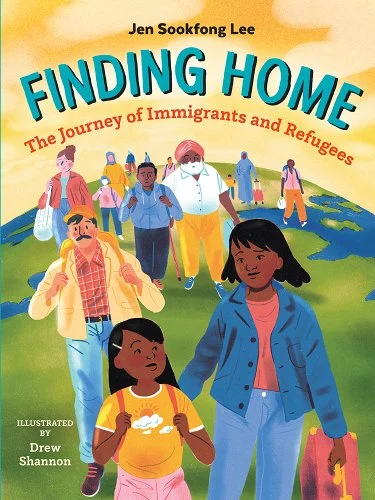 Jen Sookfong Lee
FINDING HOME
The Journey of Immigrants and Refugees
ILLUSTRATED
BY
Drew
Shannon